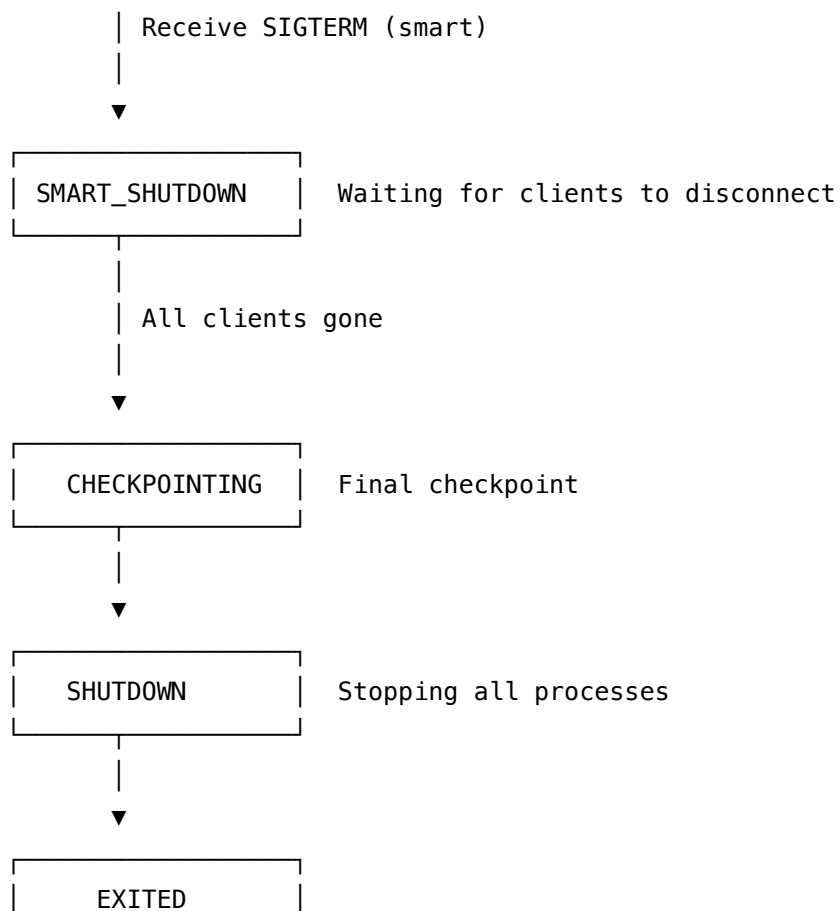 Receive SIGTERM (smart)
SMART_SHUTDOWN Waiting for clients to disconnect
All clients gone
CHECKPOINTING Final checkpoint
SHUTDOWN Stopping all processes
EXITED